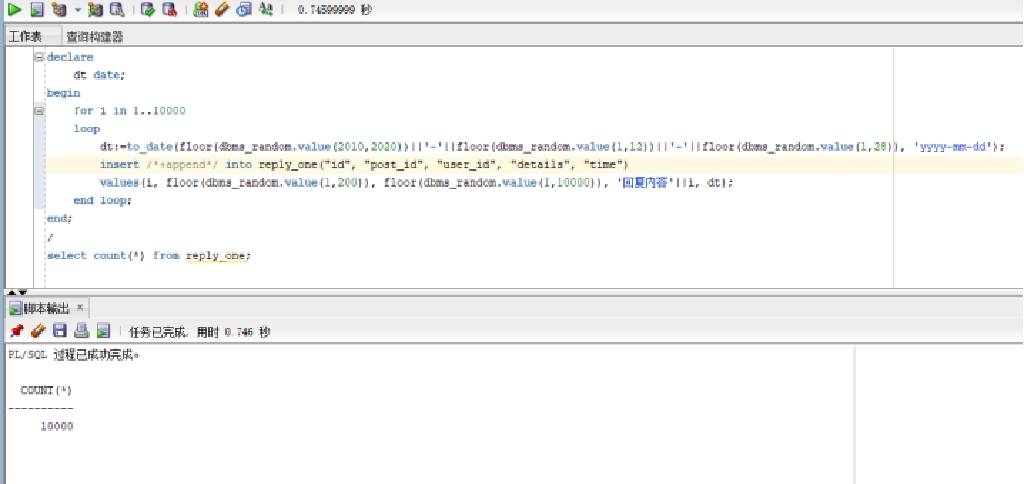 0.74599999 秒
工作表 查询构建器
declare
dt date;
begin
for i in 1..10000
loop
dt:=to_date(floor(dbms_random.value(2010,2020))||'-'||floor(dbms_random.value(1,12))||'-'||floor(dbms_random.value(1,28)), 'yyyy-mm-dd');
insert /*+append*/ into reply_one("id", "post_id", "user_id", "details", "time")
values(i, floor(dbms_random.value(1,200)), floor(dbms_random.value(1,10000)), '回复内容'||i, dt);
end loop;
end;
/
select count(*) from reply_one;
脚本输出 ×
任务已完成, 用时 0.746 秒
PL/SQL 过程已成功完成。
COUNT(*)
----------
10000